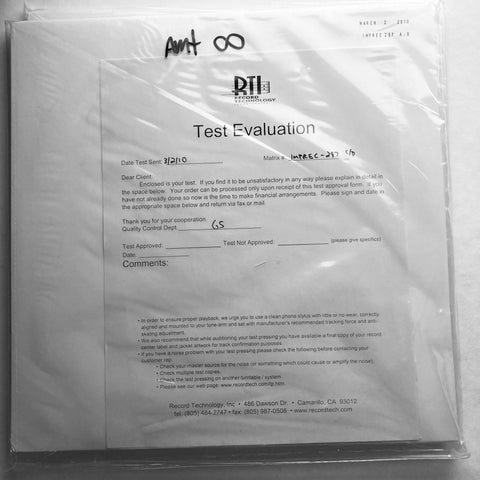 MARCH 2 2010
IMPREC 297 A/B
Amt ∞
RTI
RECORD
TECHNOLOGY
Test Evaluation
Date Test Sent: 3/2/10 Matrix #: IMPREC-297 C/D
Dear Client:
Enclosed is your test. If you find it to be unsatisfactory in any way please explain in detail in
the space below. Your order can be processed only upon receipt of this test approval form. If you
have not already done so now is the time to make financial arrangements. Please sign and date in
the appropriate space below and return via fax or mail.
Thank you for your cooperation
Quality Control Dept. GS
Test Approved: Test Not Approved: (please give specifics)
Date:
Comments:
• In order to ensure proper playback, we urge you to use a clean phono stylus with little or no wear, correctly
aligned and mounted to your tone-arm and set with manufacturer's recommended tracking force and anti-
skating adjustment.
• We also recommend that while auditioning your test pressing you have available a final copy of your record
center label and jacket artwork for track confirmation purposes.
• If you have a noise problem with your test pressing please check the following before contacting your
customer rep:
• Check your master source for the noise (or something which could cause or amplify the noise).
• Check multiple test copies.
• Check the test pressing on another turntable / system.
• Please see our web page: www.recordtech.com/lp.htm.
Record Technology, Inc • 486 Dawson Dr. • Camarillo, CA 93012
tel: (805) 484-2747 • fax: (805) 987-0508 • www.recordtech.com